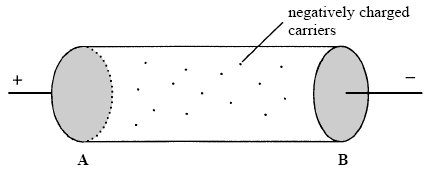 negatively charged
carriers
+
−
A
B